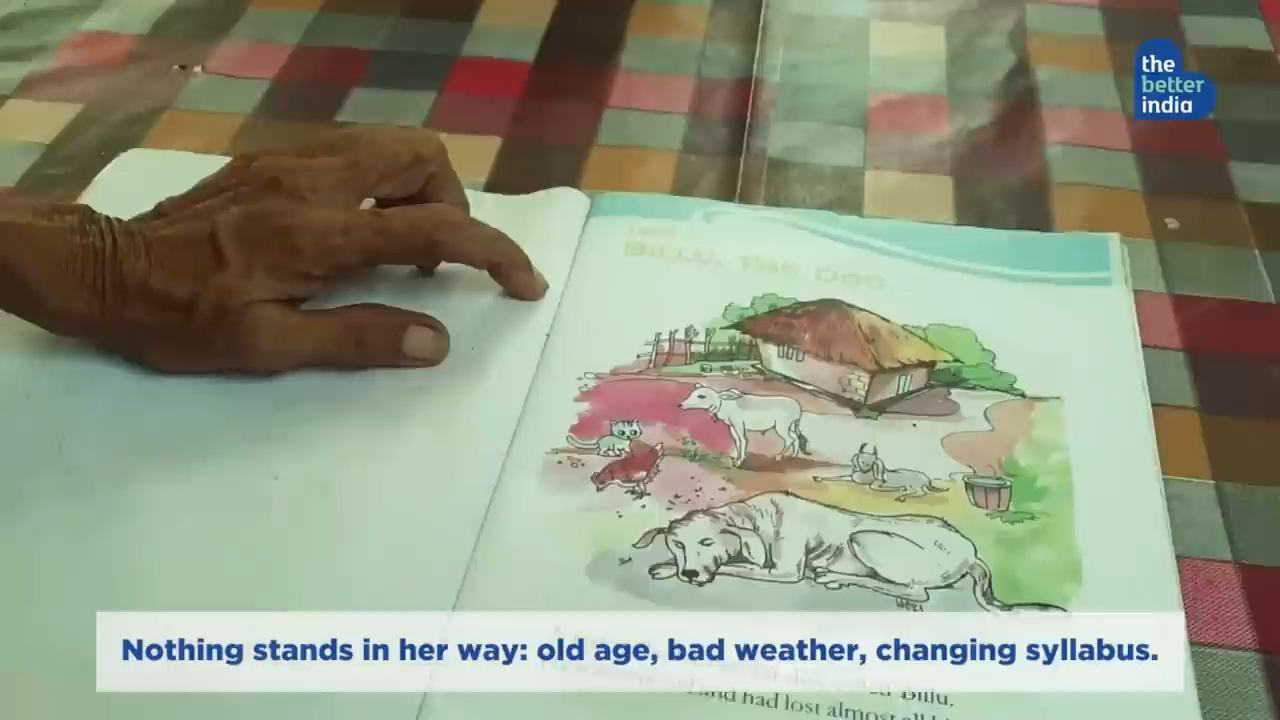 the
better
india
BILLU, THE DOG
Nothing stands in her way: old age, bad weather, changing syllabus.
Billu,
and had lost almost all